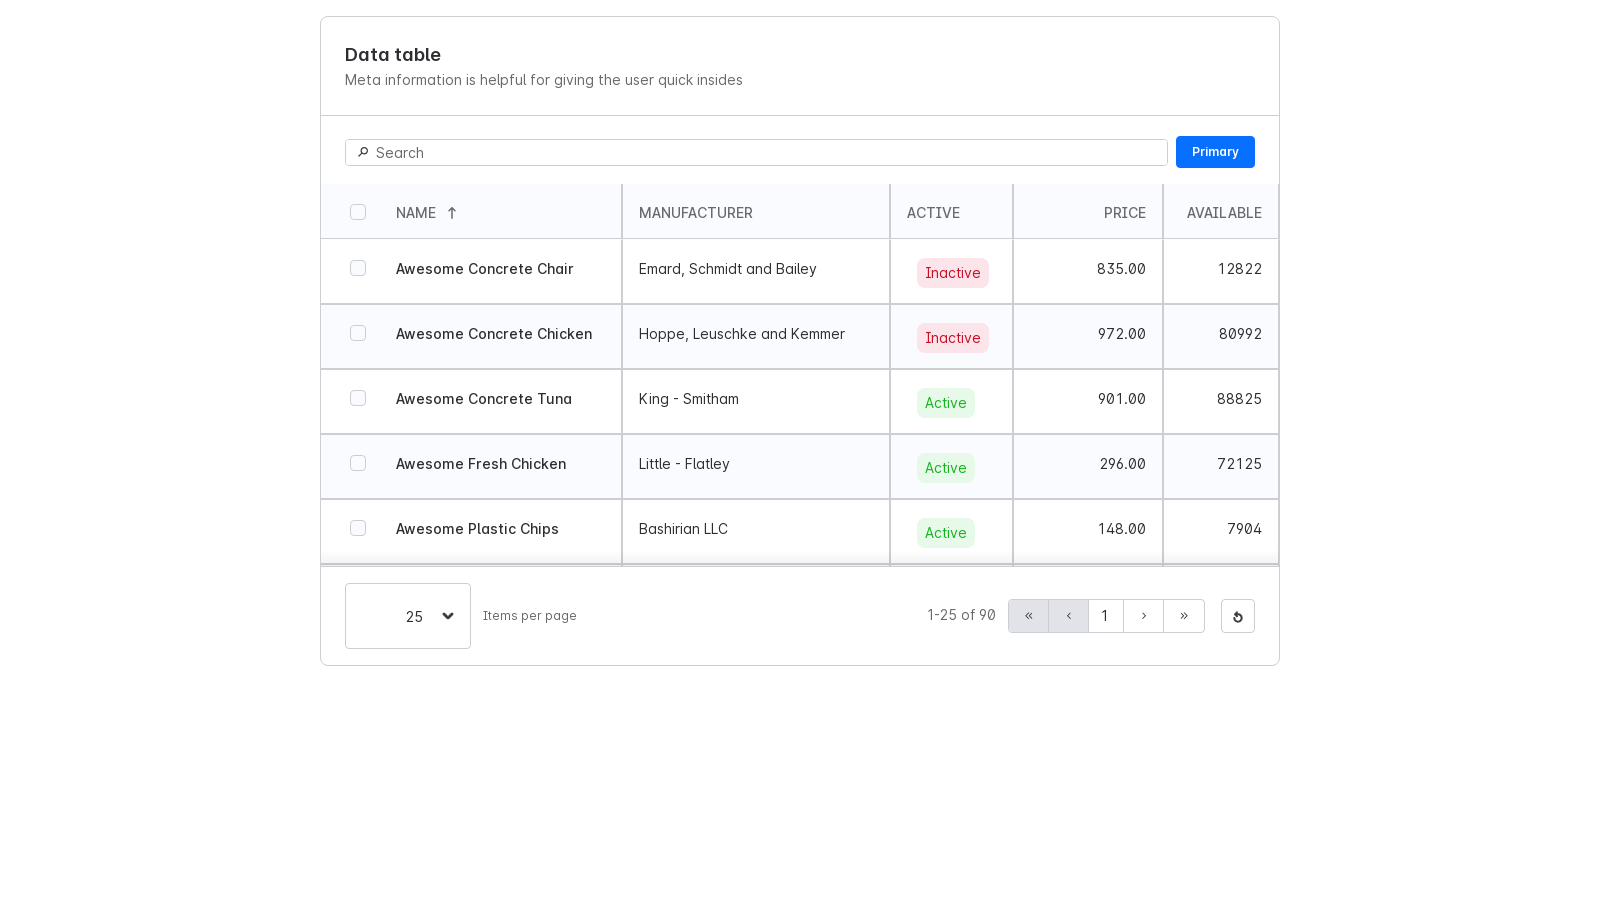 Data table
Meta information is helpful for giving the user quick insides
Search Primary
NAME ↑ MANUFACTURER ACTIVE PRICE AVAILABLE
Awesome Concrete Chair Emard, Schmidt and Bailey Inactive 835.00 12822
Awesome Concrete Chicken Hoppe, Leuschke and Kemmer Inactive 972.00 80992
Awesome Concrete Tuna King - Smitham Active 901.00 88825
Awesome Fresh Chicken Little - Flatley Active 296.00 72125
Awesome Plastic Chips Bashirian LLC Active 148.00 7904
25 Items per page 1-25 of 90 « ‹ 1 › »